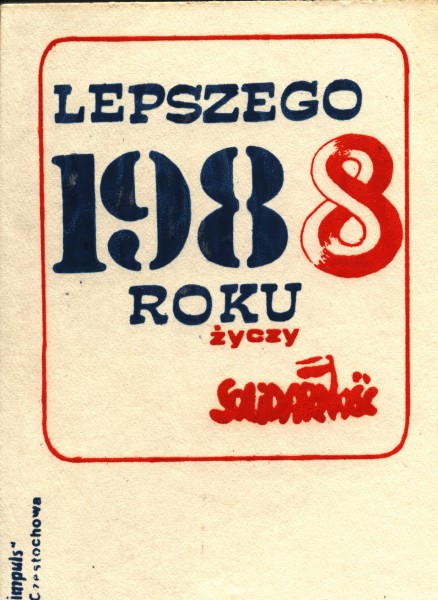 LEPSZEGO
1988
ROKU
życzy
SOLIDARNOŚĆ
impuls"
Częstochowa